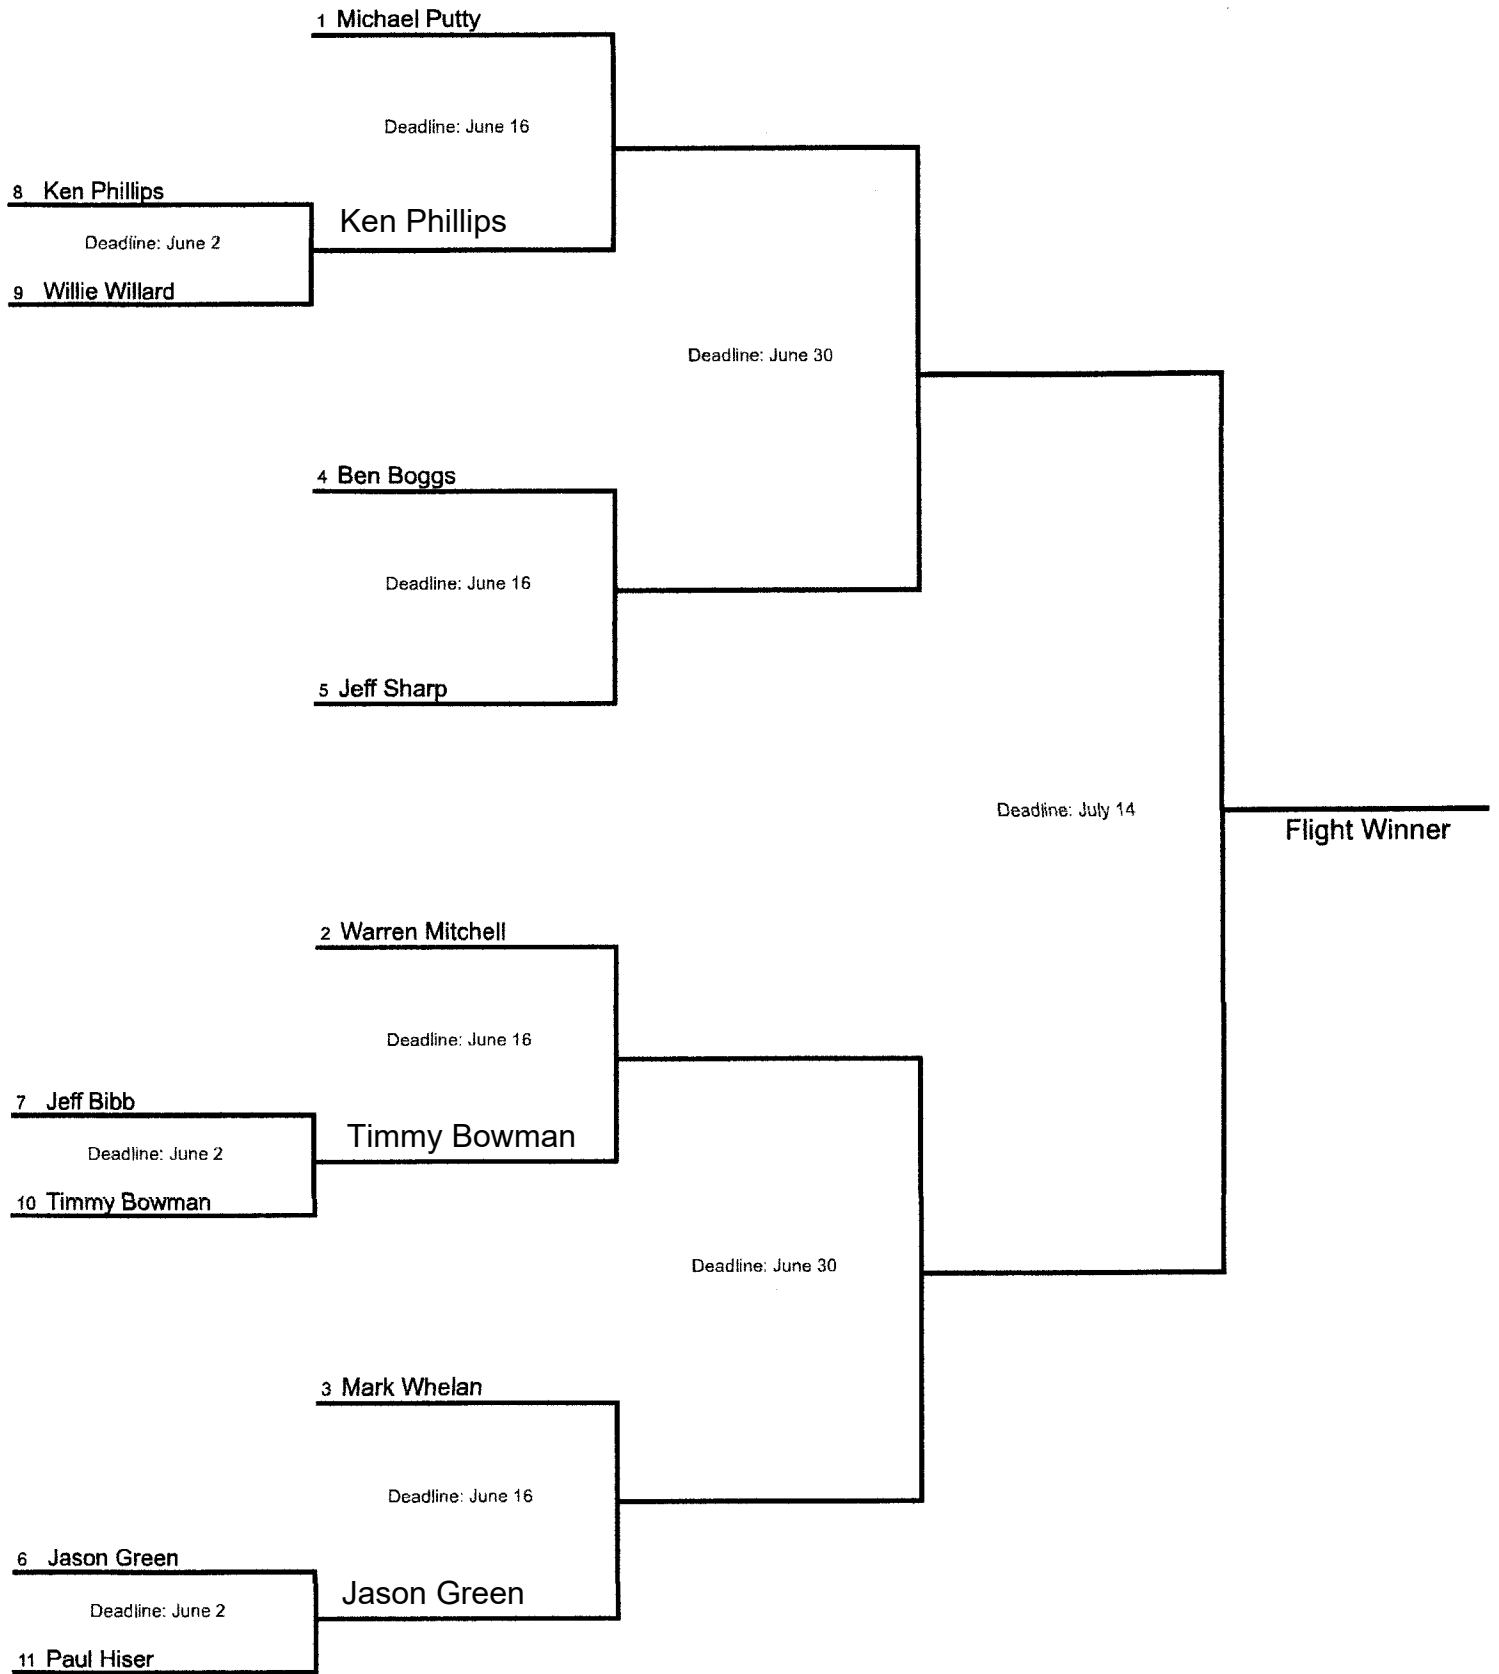 1 Michael Putty
Deadline: June 16
8 Ken Phillips
Ken Phillips
Deadline: June 2
9 Willie Willard
Deadline: June 30
4 Ben Boggs
Deadline: June 16
5 Jeff Sharp
Deadline: July 14
Flight Winner
2 Warren Mitchell
Deadline: June 16
7 Jeff Bibb
Timmy Bowman
Deadline: June 2
10 Timmy Bowman
Deadline: June 30
3 Mark Whelan
Deadline: June 16
6 Jason Green
Jason Green
Deadline: June 2
11 Paul Hiser